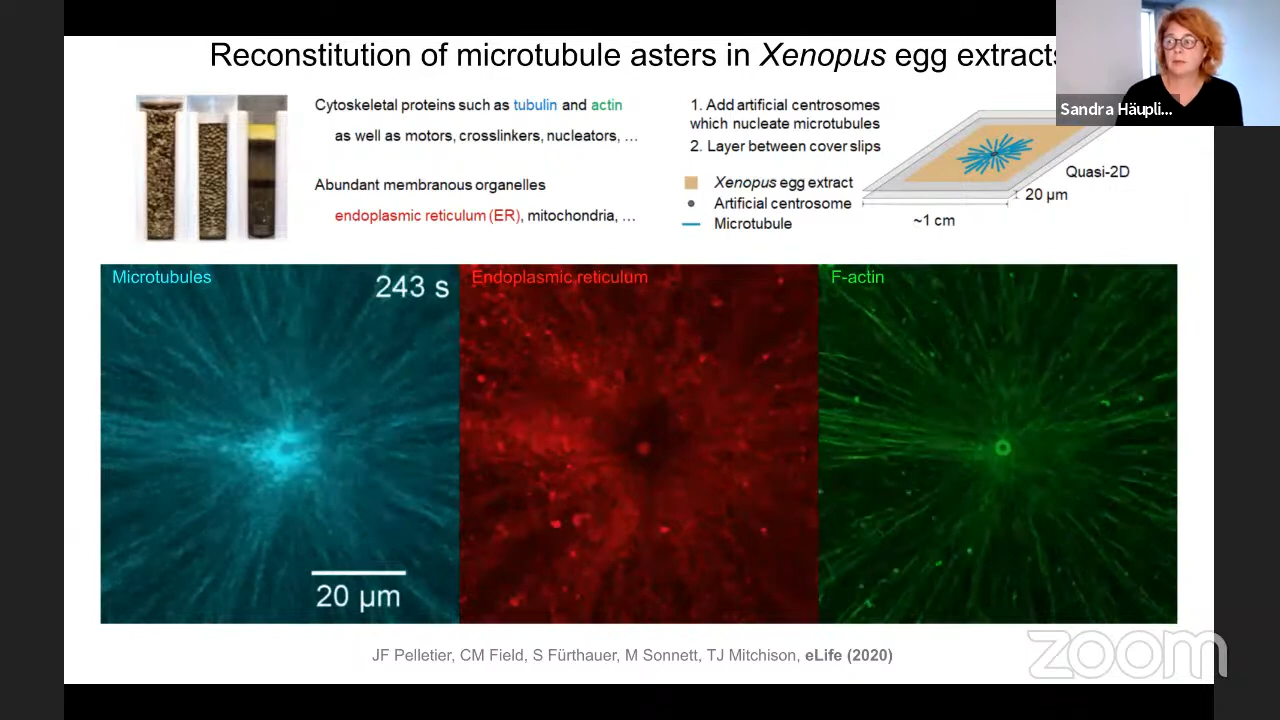 Reconstitution of microtubule asters in Xenopus egg extracts
Sandra Häupli...
Cytoskeletal proteins such as tubulin and actin
as well as motors, crosslinkers, nucleators, …
Abundant membranous organelles
endoplasmic reticulum (ER), mitochondria, …
1. Add artificial centrosomes
which nucleate microtubules
2. Layer between cover slips
Xenopus egg extract
Artificial centrosome
Microtubule
Quasi-2D
20 µm
~1 cm
Microtubules
243 s
Endoplasmic reticulum
F-actin
20 µm
JF Pelletier, CM Field, S Fürthauer, M Sonnett, TJ Mitchison, eLife (2020)
zoom